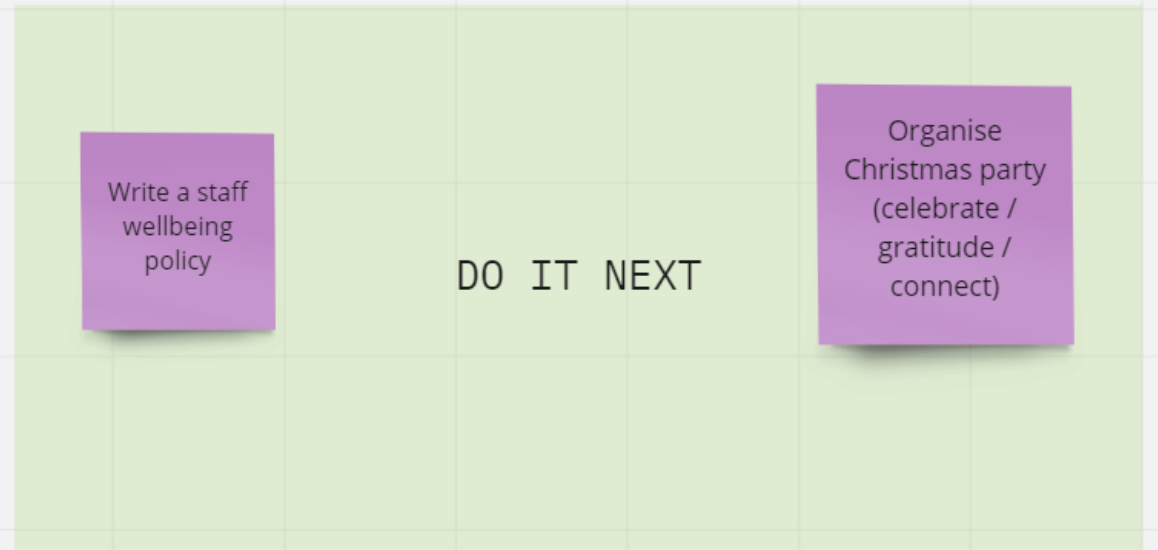 Write a staff
wellbeing
policy
DO IT NEXT
Organise
Christmas party
(celebrate /
gratitude /
connect)